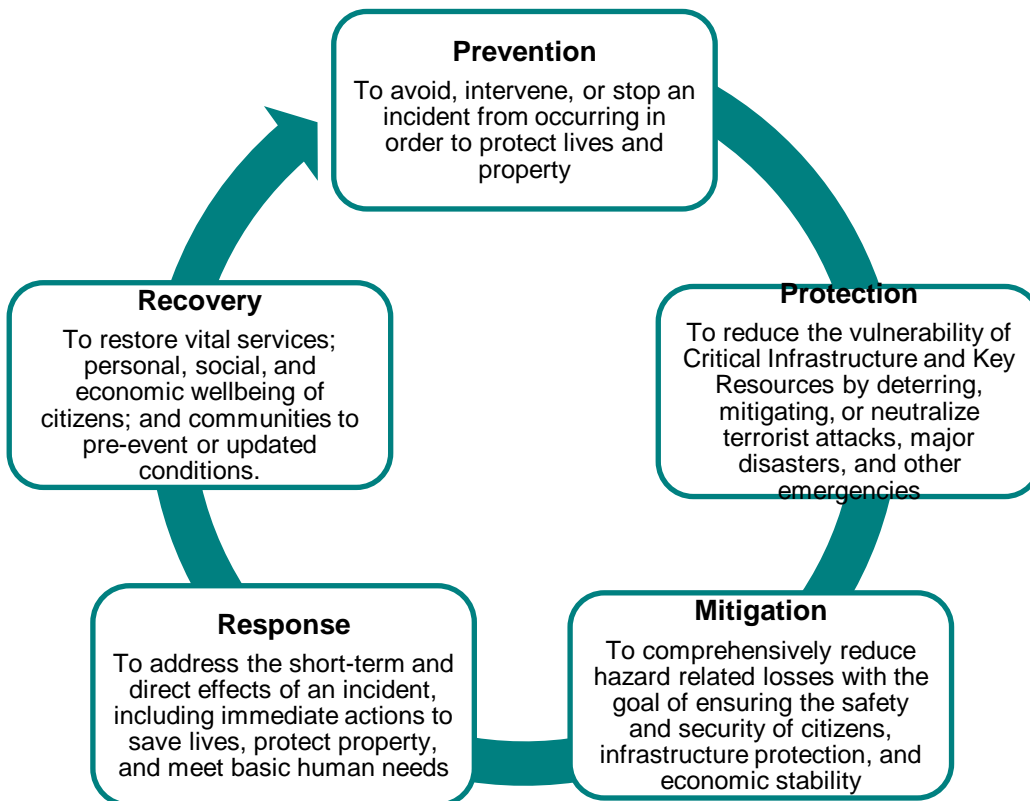 Prevention
To avoid, intervene, or stop an
incident from occurring in
order to protect lives and
property
Protection
To reduce the vulnerability of
Critical Infrastructure and Key
Resources by deterring,
mitigating, or neutralize
terrorist attacks, major
disasters, and other
emergencies
Mitigation
To comprehensively reduce
hazard related losses with the
goal of ensuring the safety
and security of citizens,
infrastructure protection, and
economic stability
Response
To address the short-term and
direct effects of an incident,
including immediate actions to
save lives, protect property,
and meet basic human needs
Recovery
To restore vital services;
personal, social, and
economic wellbeing of
citizens; and communities to
pre-event or updated
conditions.